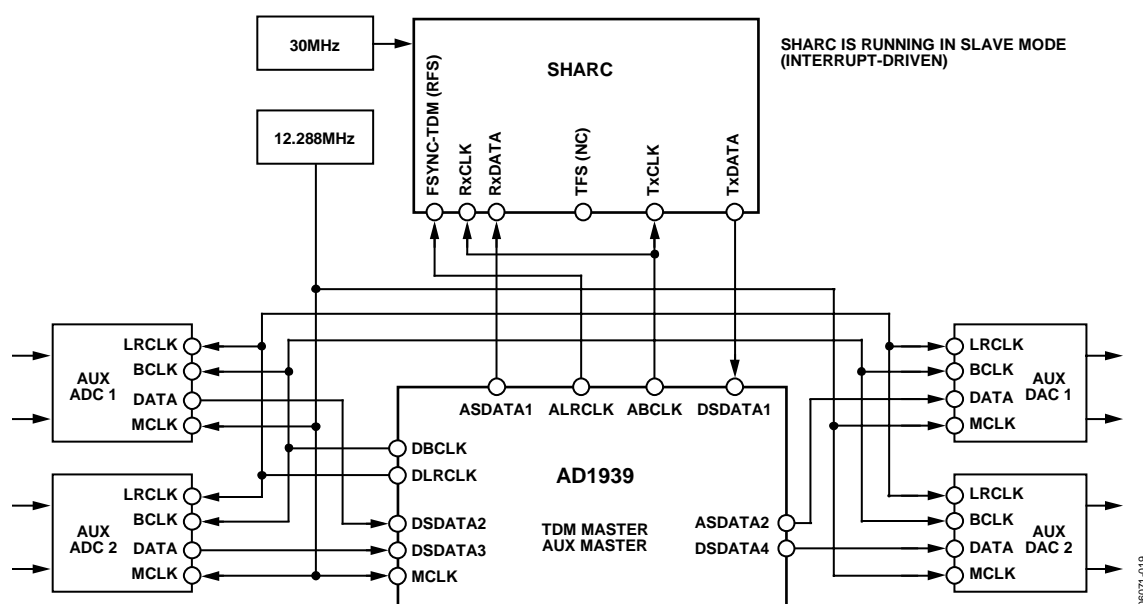 30MHz
SHARC
SHARC IS RUNNING IN SLAVE MODE
(INTERRUPT-DRIVEN)
12.288MHz
FSYNC-TDM (RFS)
RxCLK
RxDATA
TFS (NC)
TxCLK
TxDATA
LRCLK
BCLK
DATA
MCLK
AUX
ADC 1
LRCLK
BCLK
DATA
MCLK
AUX
ADC 2
ASDATA1
ALRCLK
ABCLK
DSDATA1
DBCLK
DLRCLK
DSDATA2
DSDATA3
MCLK
AD1939
TDM MASTER
AUX MASTER
ASDATA2
DSDATA4
LRCLK
BCLK
DATA
MCLK
AUX
DAC 1
LRCLK
BCLK
DATA
MCLK
AUX
DAC 2
06071-019